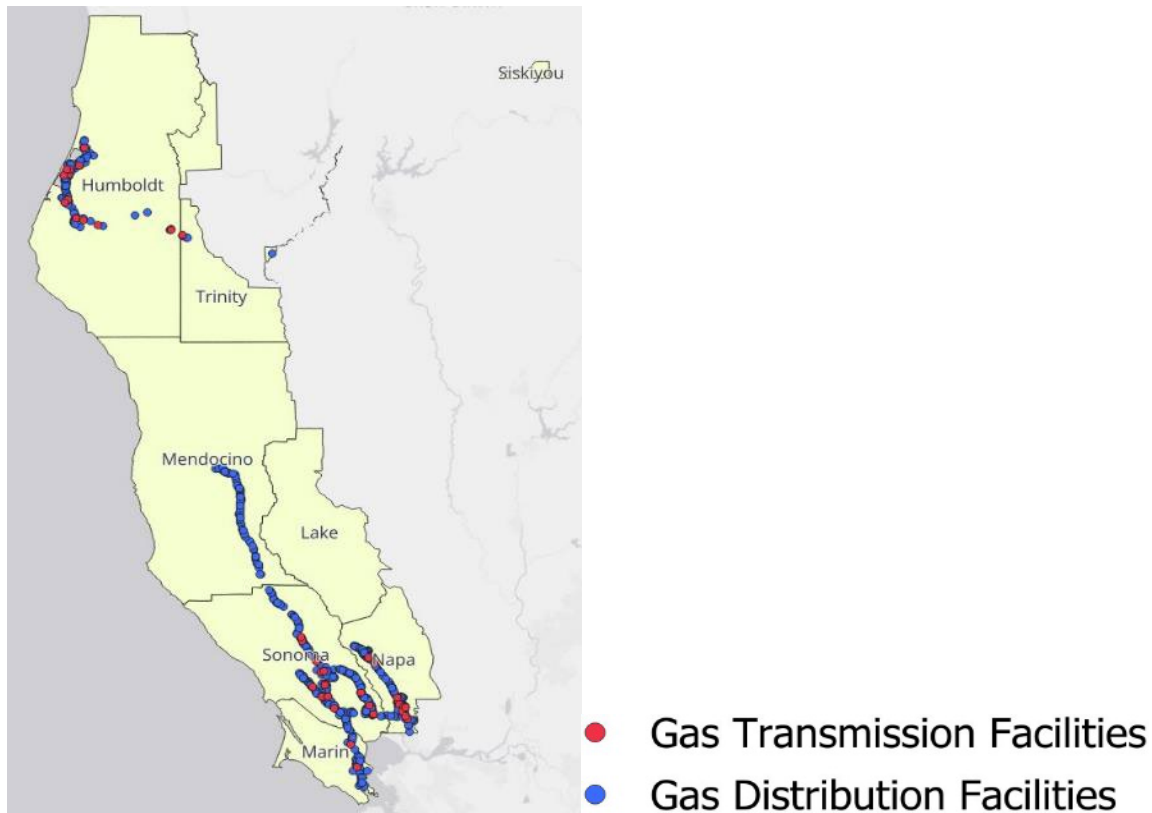 Siskiyou
Humboldt
Trinity
Mendocino
Lake
Sonoma
Napa
Marin
Gas Transmission Facilities
Gas Distribution Facilities